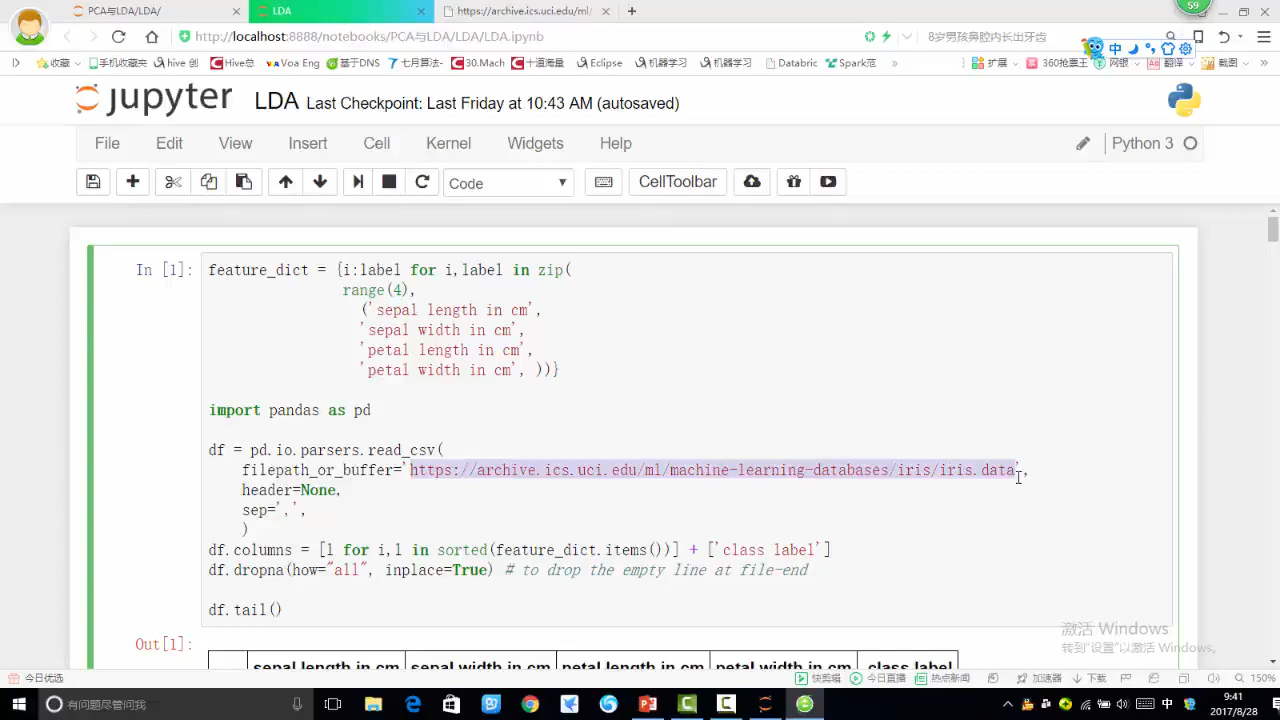 PCA与LDA/LDA/
LDA
https://archive.ics.uci.edu/ml/
59
http://localhost:8888/notebooks/PCA与LDA/LDA/LDA.ipynb
8岁男孩鼻腔内长出牙齿
中
收藏
手机收藏夹
hive 创
Hive总
Voa Eng
基于DNS
七月算法-
30.Mach
十道海量
Eclipse
机器学习
机器学习
Databric
Spark范
»
扩展
360抢票王
网银
翻译
截图
»
jupyter
LDA Last Checkpoint: Last Friday at 10:43 AM (autosaved)
File Edit View Insert Cell Kernel Widgets Help
Python 3
Code
CellToolbar
In [1]:
feature_dict = {i:label for i,label in zip(
range(4),
('sepal length in cm',
'sepal width in cm',
'petal length in cm',
'petal width in cm', ))}
import pandas as pd
df = pd.io.parsers.read_csv(
filepath_or_buffer='https://archive.ics.uci.edu/ml/machine-learning-databases/iris/iris.data',
header=None,
sep=',',
)
df.columns = [l for i,l in sorted(feature_dict.items())] + ['class label']
df.dropna(how="all", inplace=True) # to drop the empty line at file-end
df.tail()
Out[1]:
sepal length in cm sepal width in cm petal length in cm petal width in cm class label
激活 Windows
转到"设置"以激活 Windows。
今日优选
快剪辑
今日直播
热点新闻
加速器
下载
150%
有问题尽管问我
中
9:41
2017/8/28